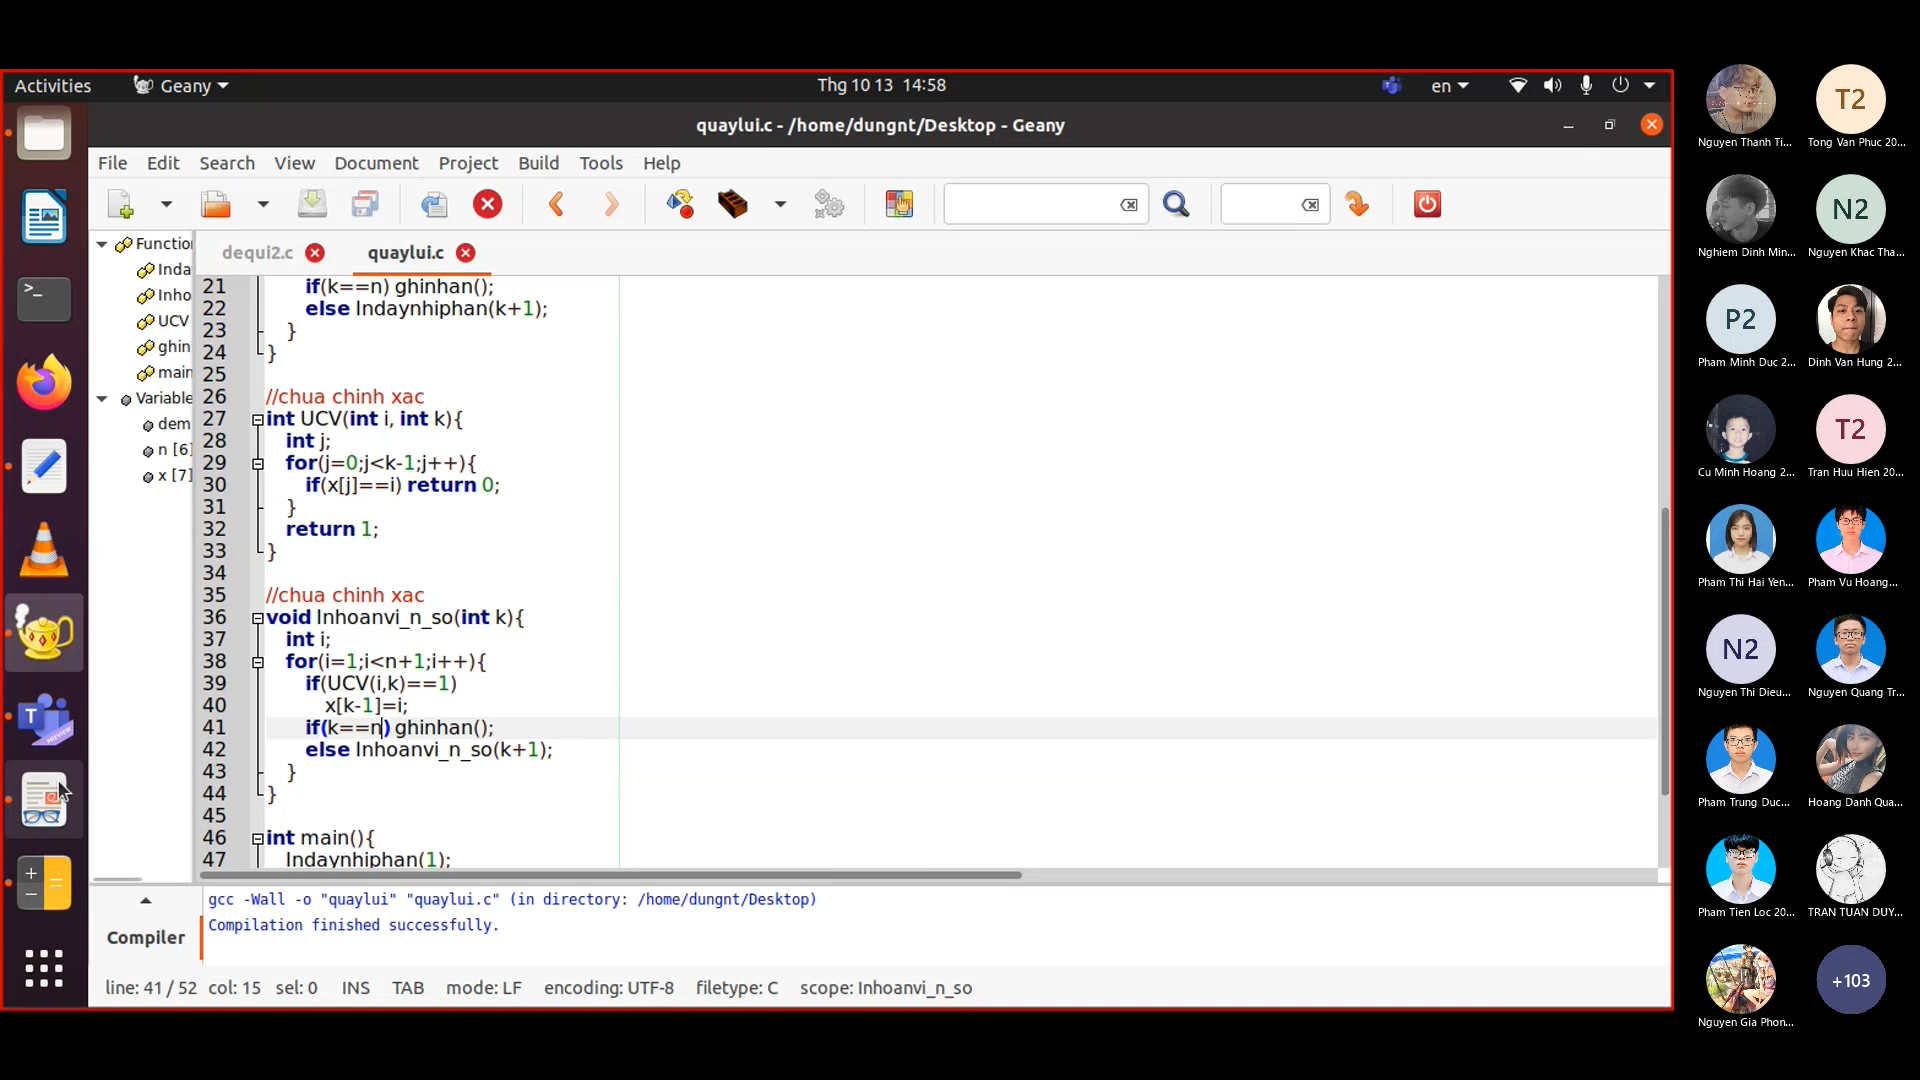 Activities
Geany
Thg 10 13 14:58
en
quaylui.c - /home/dungnt/Desktop - Geany
File Edit Search View Document Project Build Tools Help
Functio
Inda
Inho
UCV
ghin
main
Variable
dem
n [6]
x [7]
dequi2.c
quaylui.c
21 if(k==n) ghinhan();
22 else Indaynhiphan(k+1);
23 }
24 }
25
26 //chua chinh xac
27 int UCV(int i, int k){
28 int j;
29 for(j=0;j<k-1;j++){
30 if(x[j]==i) return 0;
31 }
32 return 1;
33 }
34
35 //chua chinh xac
36 void Inhoanvi_n_so(int k){
37 int i;
38 for(i=1;i<n+1;i++){
39 if(UCV(i,k)==1)
40 x[k-1]=i;
41 if(k==n) ghinhan();
42 else Inhoanvi_n_so(k+1);
43 }
44 }
45
46 int main(){
47 Indaynhiphan(1);
Compiler
gcc -Wall -o "quaylui" "quaylui.c" (in directory: /home/dungnt/Desktop)
Compilation finished successfully.
line: 41 / 52 col: 15 sel: 0 INS TAB mode: LF encoding: UTF-8 filetype: C scope: Inhoanvi_n_so
T2
Nguyen Thanh Ti... Tong Van Phuc 20...
N2
Nghiem Dinh Min... Nguyen Khac Tha...
P2
Pham Minh Duc 2... Dinh Van Hung 2...
T2
Cu Minh Hoang 2... Tran Huu Hien 20...
Pham Thi Hai Yen... Pham Vu Hoang...
N2
Nguyen Thi Dieu... Nguyen Quang Tr...
Pham Trung Duc... Hoang Danh Qua...
Pham Tien Loc 20... TRAN TUAN DUY...
+103
Nguyen Gia Phon...